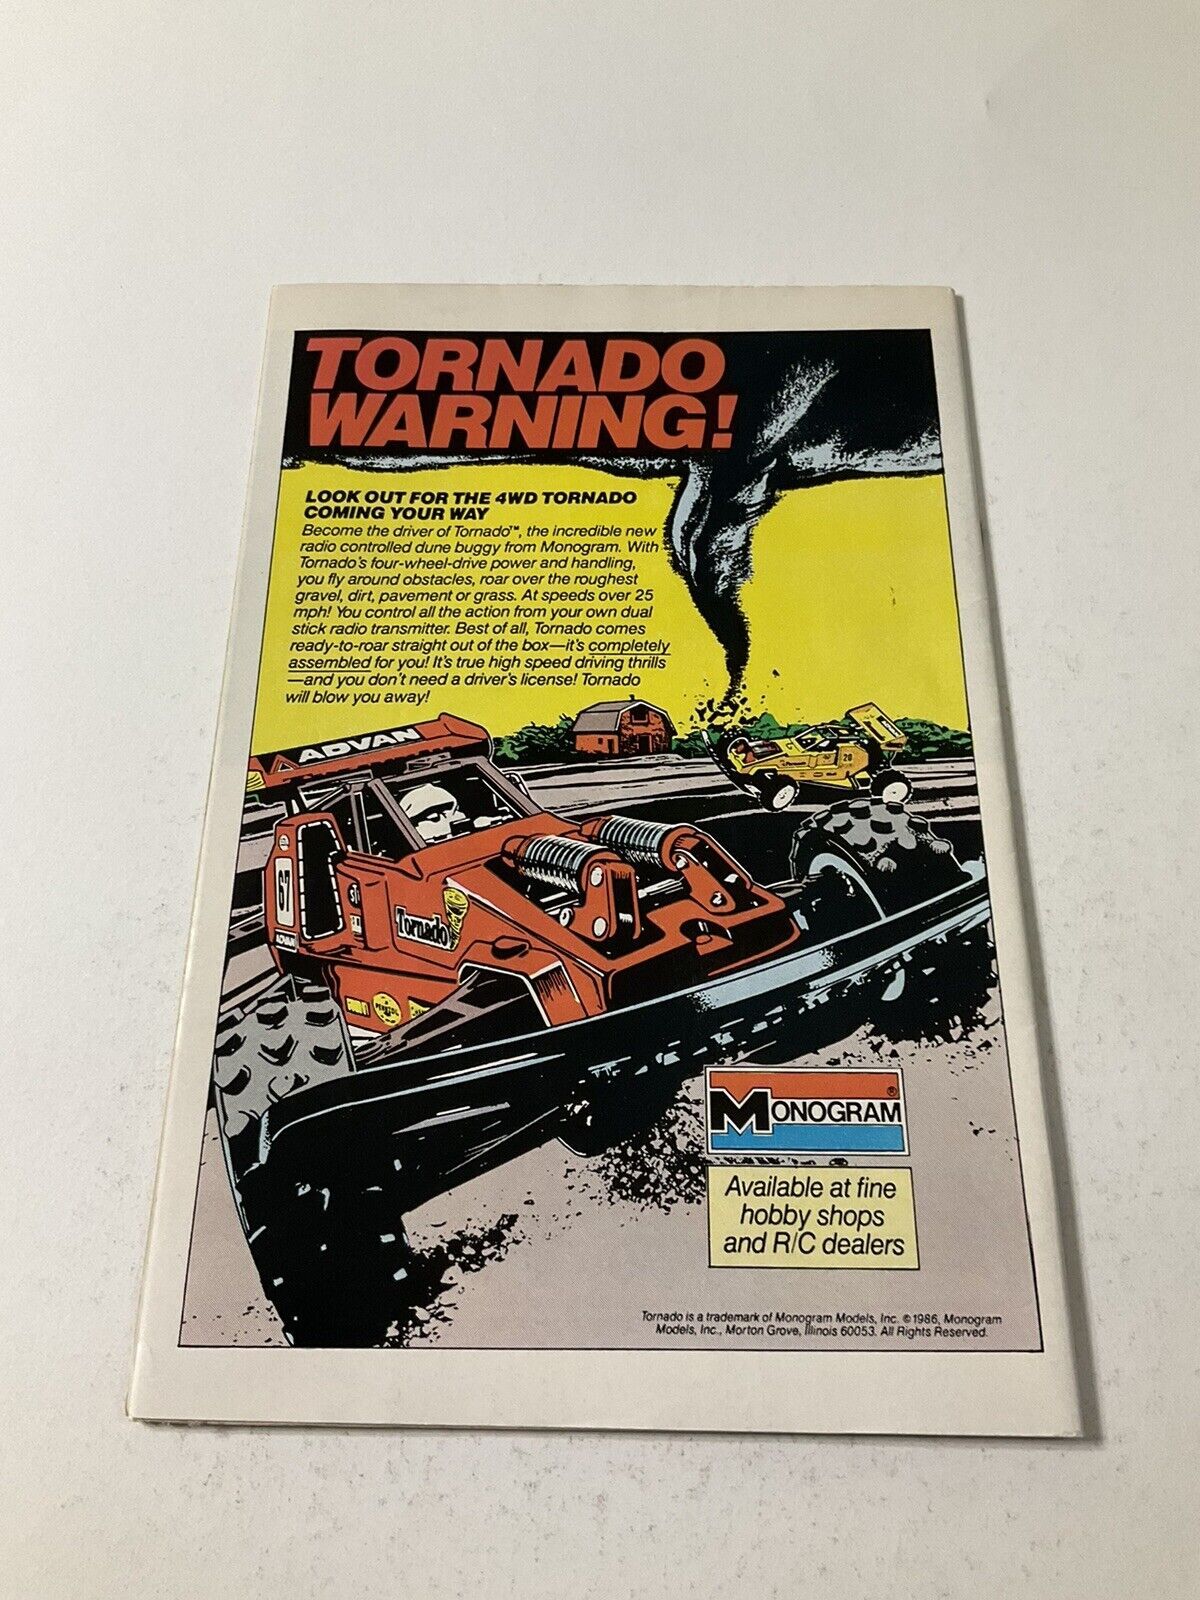 TORNADO
WARNING!
LOOK OUT FOR THE 4WD TORNADO
COMING YOUR WAY
Become the driver of Tornado™, the incredible new
radio controlled dune buggy from Monogram. With
Tornado's four-wheel-drive power and handling,
you fly around obstacles, roar over the roughest
gravel, dirt, pavement or grass. At speeds over 25
mph! You control all the action from your own dual
stick radio transmitter. Best of all, Tornado comes
ready-to-roar straight out of the box—it's completely
assembled for you! It's true high speed driving thrills
—and you don't need a driver's license! Tornado
will blow you away!
ADVAN
20
67
ADVAN
Tornado
MONOGRAM®
Available at fine
hobby shops
and R/C dealers
Tornado is a trademark of Monogram Models, Inc. © 1986, Monogram
Models, Inc., Morton Grove, Illinois 60053. All Rights Reserved.